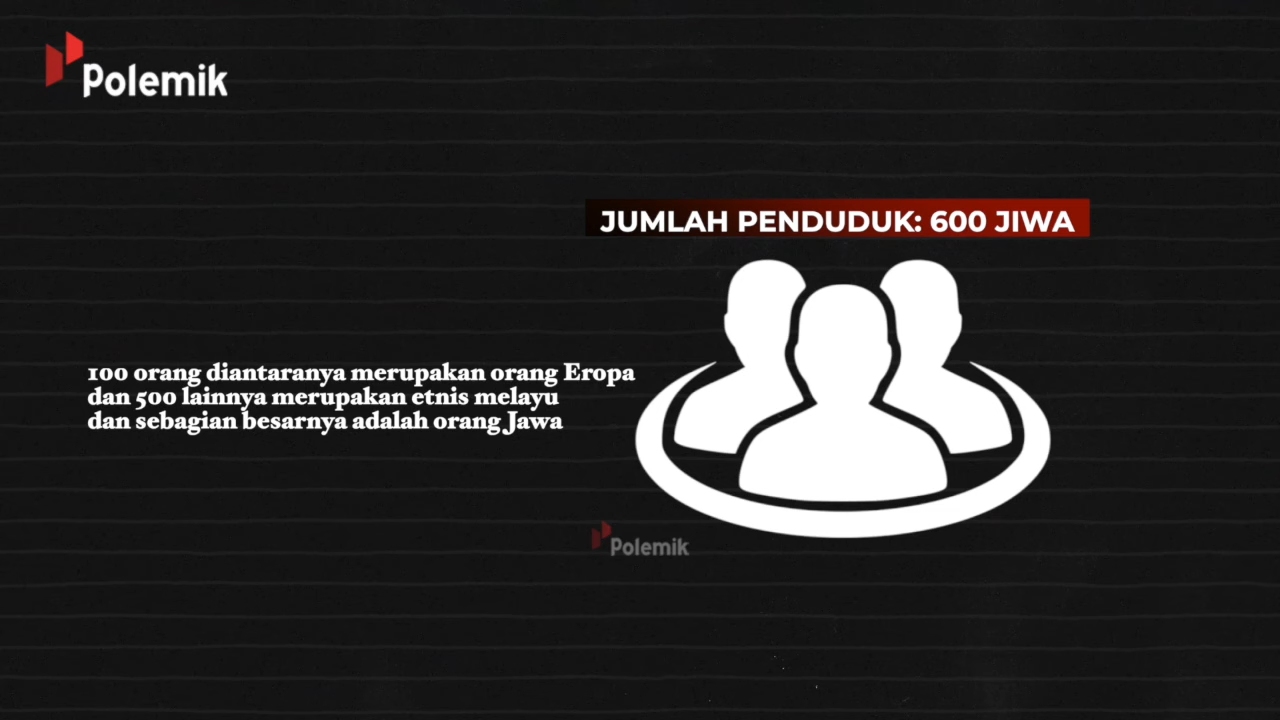 Polemik
JUMLAH PENDUDUK: 600 JIWA
100 orang diantaranya merupakan orang Eropa
dan 500 lainnya merupakan etnis melayu
dan sebagian besarnya adalah orang Jawa
Polemik